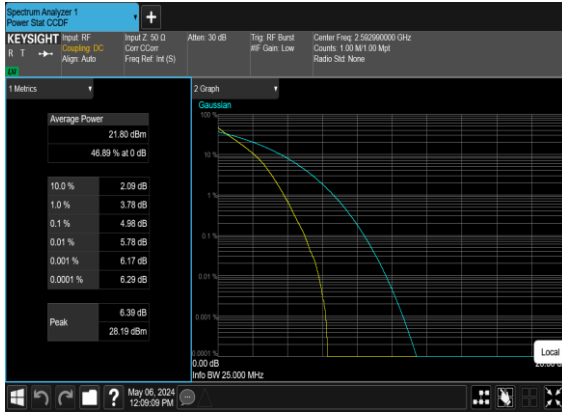 Spectrum Analyzer 1
Power Stat CCDF
+
KEYSIGHT
R T
LXI
Input: RF
Coupling: DC
Align: Auto
Input Z: 50 Ω
Corr CCorr
Freq Ref: Int (S)
Atten: 30 dB
Trig: RF Burst
#IF Gain: Low
Center Freq: 2.592990000 GHz
Counts: 1.00 M/1.00 Mpt
Radio Std: None
1 Metrics
Average Power
21.80 dBm
46.89 % at 0 dB
10.0 % 2.09 dB
1.0 % 3.78 dB
0.1 % 4.98 dB
0.01 % 5.78 dB
0.001 % 6.17 dB
0.0001 % 6.29 dB
Peak
6.39 dB
28.19 dBm
2 Graph
Gaussian
100 %
10 %
1 %
0.1 %
0.01 %
0.001 %
0.0001 %
0.00 dB
Info BW 25.000 MHz
Local
?
May 06, 2024
12:09:09 PM